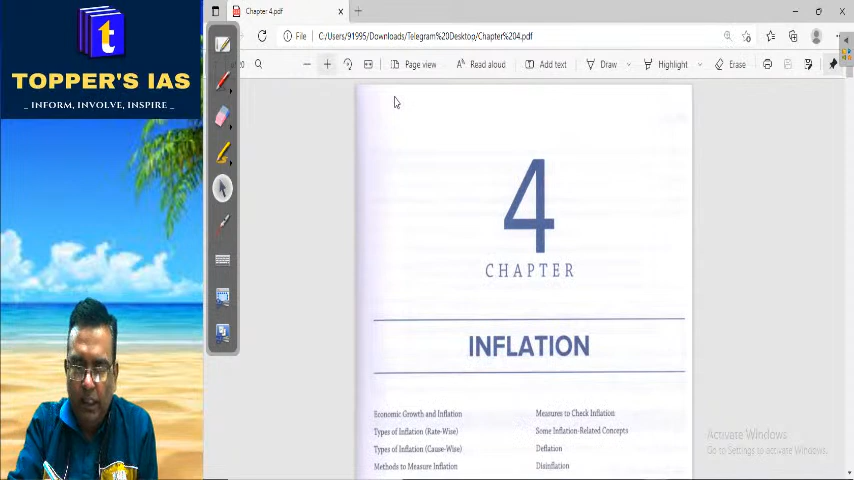 t
TOPPER'S IAS
_ INFORM, INVOLVE, INSPIRE _
Chapter 4.pdf
File
C:/Users/91995/Downloads/Telegram%20Desktop/Chapter%204.pdf
Page view
Read aloud
Add text
Draw
Highlight
Erase
4
CHAPTER
INFLATION
Economic Growth and Inflation
Types of Inflation (Rate-Wise)
Types of Inflation (Cause-Wise)
Methods to Measure Inflation
Measures to Check Inflation
Some Inflation-Related Concepts
Deflation
Disinflation
Activate Windows
Go to Settings to activate Windows.